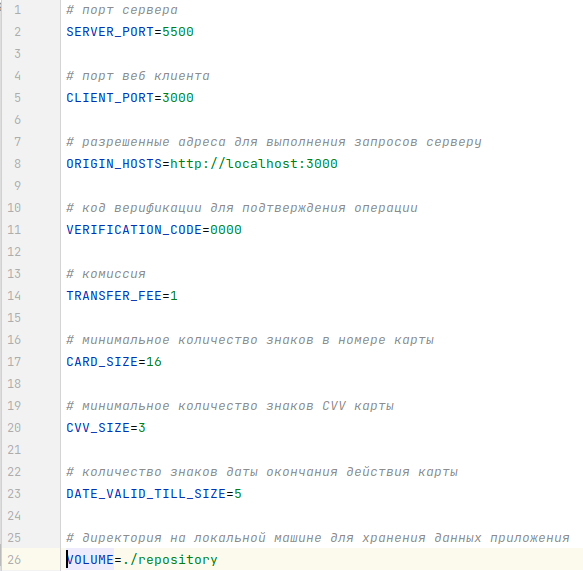 1 # порт сервера
2 SERVER_PORT=5500
3
4 # порт веб клиента
5 CLIENT_PORT=3000
6
7 # разрешенные адреса для выполнения запросов серверу
8 ORIGIN_HOSTS=http://localhost:3000
9
10 # код верификации для подтверждения операции
11 VERIFICATION_CODE=0000
12
13 # комиссия
14 TRANSFER_FEE=1
15
16 # минимальное количество знаков в номере карты
17 CARD_SIZE=16
18
19 # минимальное количество знаков CVV карты
20 CVV_SIZE=3
21
22 # количество знаков даты окончания действия карты
23 DATE_VALID_TILL_SIZE=5
24
25 # директория на локальной машине для хранения данных приложения
26 VOLUME=./repository